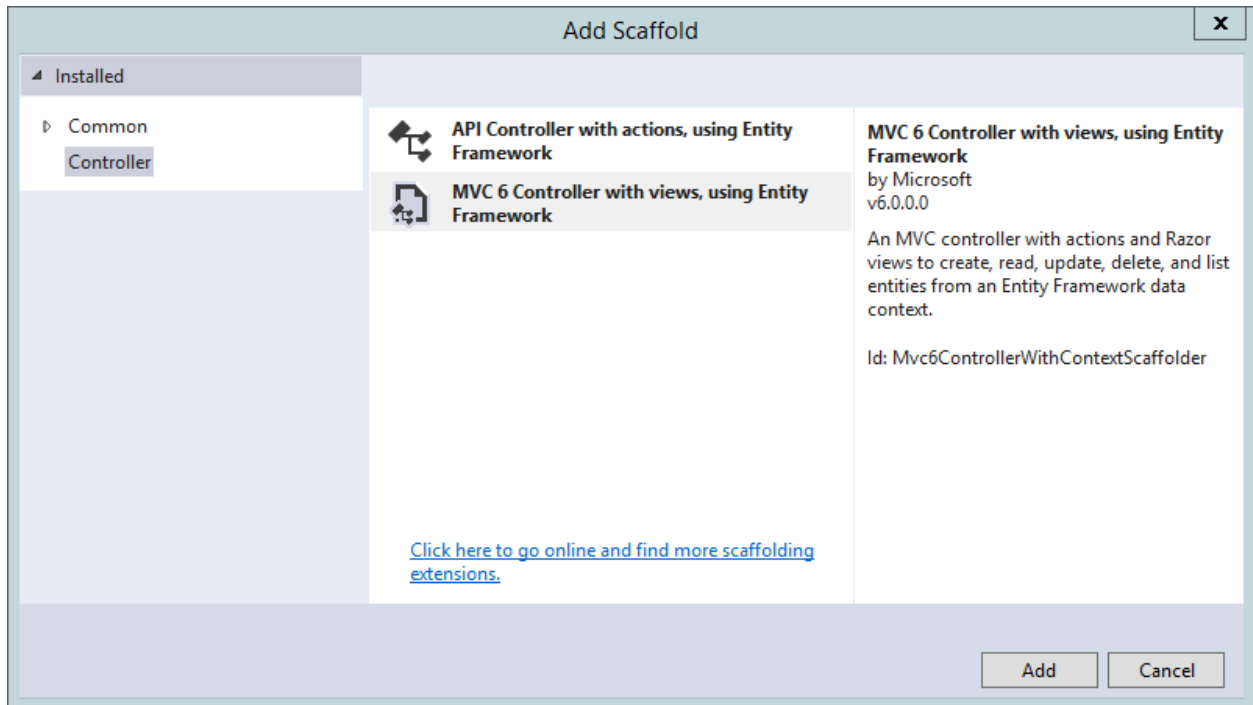 Add Scaffold
x
Installed
Common
Controller
API Controller with actions, using Entity
Framework
MVC 6 Controller with views, using Entity
Framework
Click here to go online and find more scaffolding
extensions.
MVC 6 Controller with views, using Entity
Framework
by Microsoft
v6.0.0.0
An MVC controller with actions and Razor
views to create, read, update, delete, and list
entities from an Entity Framework data
context.
Id: Mvc6ControllerWithContextScaffolder
Add
Cancel